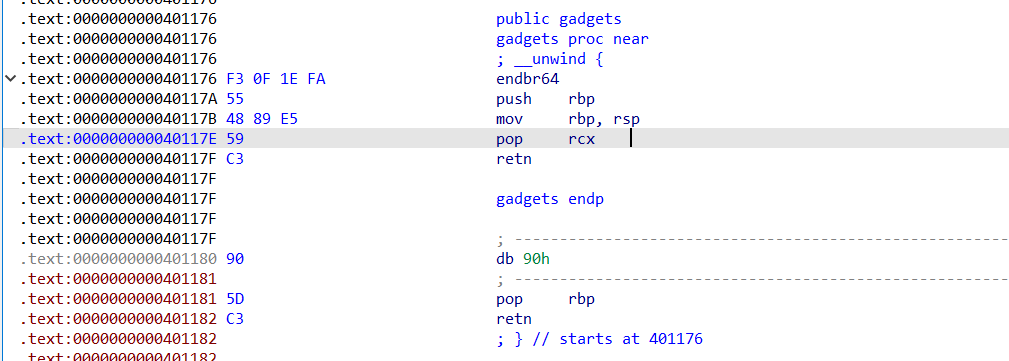 .text:0000000000401176
.text:0000000000401176 public gadgets
.text:0000000000401176 gadgets proc near
.text:0000000000401176 ; __unwind {
.text:0000000000401176 F3 0F 1E FA endbr64
.text:000000000040117A 55 push rbp
.text:000000000040117B 48 89 E5 mov rbp, rsp
.text:000000000040117E 59 pop rcx
.text:000000000040117F C3 retn
.text:000000000040117F
.text:000000000040117F gadgets endp
.text:000000000040117F
.text:000000000040117F ; ---------------------------------------------------------
.text:0000000000401180 90 db 90h
.text:0000000000401181 ; ---------------------------------------------------------
.text:0000000000401181 5D pop rbp
.text:0000000000401182 C3 retn
.text:0000000000401182 ; } // starts at 401176
.text:0000000000401182